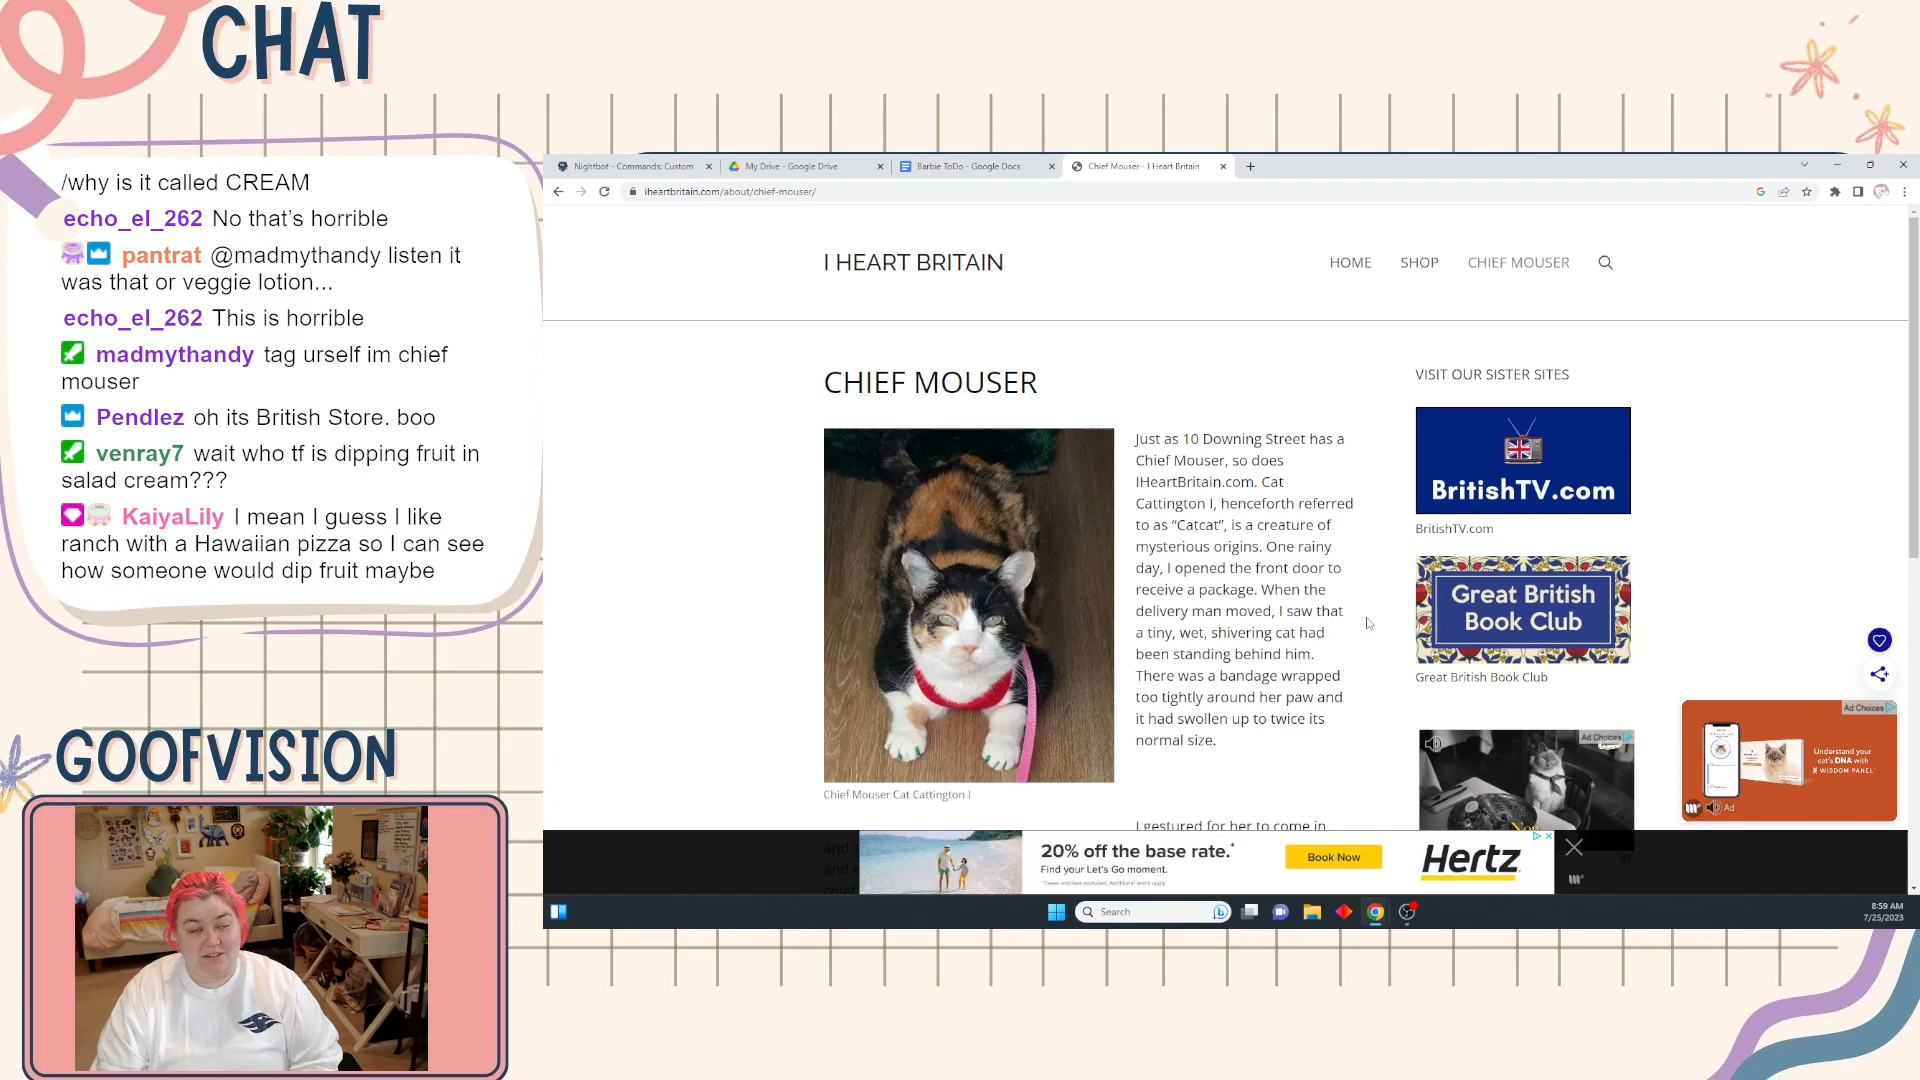 CHAT
/why is it called CREAM
echo_el_262 No that's horrible
pantrat @madmythandy listen it
was that or veggie lotion...
echo_el_262 This is horrible
madmythandy tag urself im chief
mouser
Pendlez oh its British Store. boo
venray7 wait who tf is dipping fruit in
salad cream???
KaiyaLily I mean I guess I like
ranch with a Hawaiian pizza so I can see
how someone would dip fruit maybe
GOOFVISION
Nightbot - Commands: Custom
My Drive - Google Drive
Barbie ToDo - Google Docs
Chief Mouser - I Heart Britain
iheartbritain.com/about/chief-mouser/
I HEART BRITAIN
HOME SHOP CHIEF MOUSER
CHIEF MOUSER
Just as 10 Downing Street has a
Chief Mouser, so does
IHeartBritain.com. Cat
Cattington I, henceforth referred
to as “Catcat”, is a creature of
mysterious origins. One rainy
day, I opened the front door to
receive a package. When the
delivery man moved, I saw that
a tiny, wet, shivering cat had
been standing behind him.
There was a bandage wrapped
too tightly around her paw and
it had swollen up to twice its
normal size.
Chief Mouser Cat Cattington I
I gestured for her to come in
VISIT OUR SISTER SITES
BritishTV.com
BritishTV.com
Great British
Book Club
Great British Book Club
Ad Choices
Ad Choices
Understand your
cat's DNA with
WISDOM PANEL
Ad
20% off the base rate.*
Find your Let's Go moment.
*Taxes and fees excluded. Additional terms apply.
Book Now
Hertz
Search
8:59 AM
7/25/2023